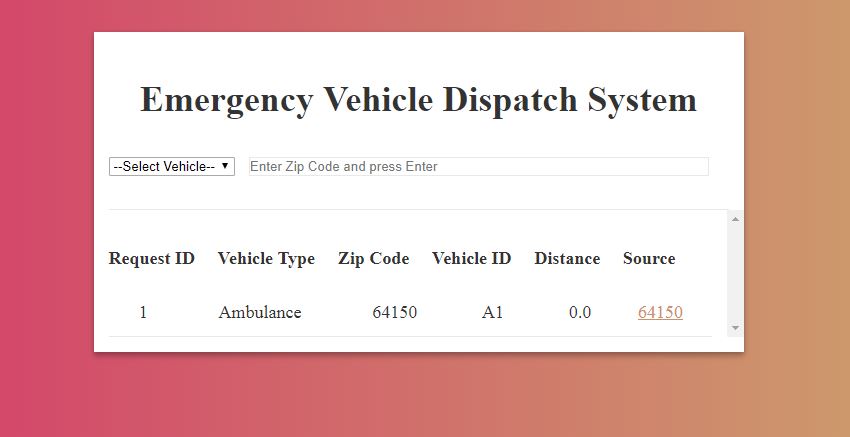 Emergency Vehicle Dispatch System
--Select Vehicle-- Enter Zip Code and press Enter
Request ID Vehicle Type Zip Code Vehicle ID Distance Source
1 Ambulance 64150 A1 0.0 64150